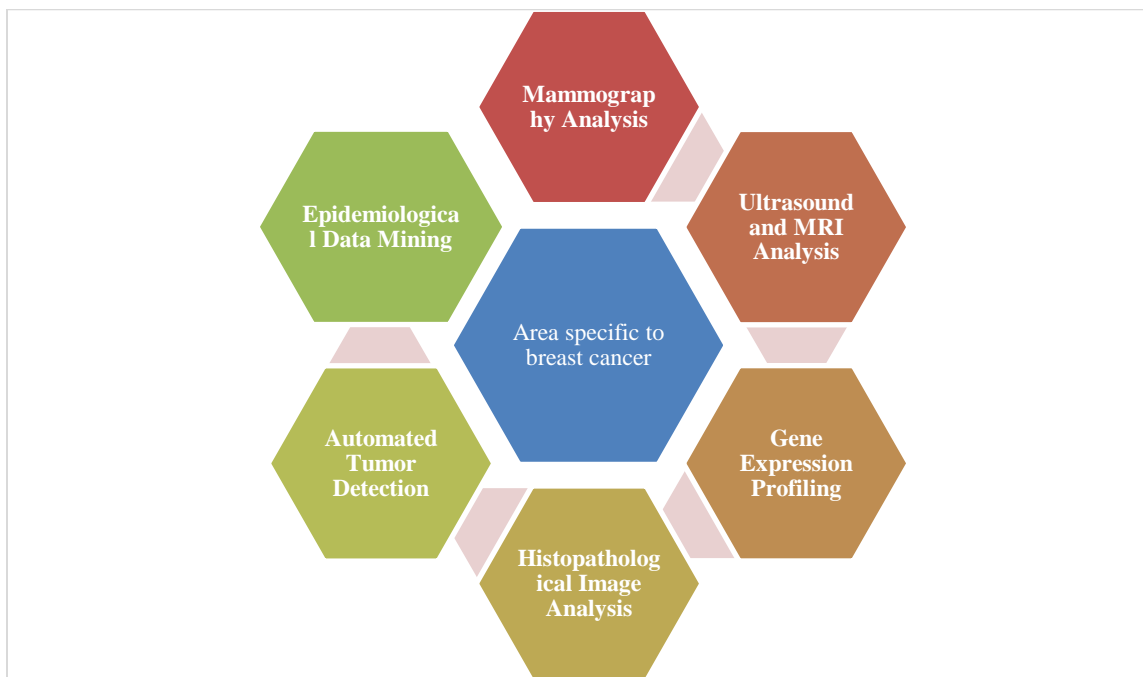 Mammograp
hy Analysis
Ultrasound
and MRI
Analysis
Gene
Expression
Profiling
Histopatholog
ical Image
Analysis
Automated
Tumor
Detection
Epidemiologica
l Data Mining
Area specific to
breast cancer